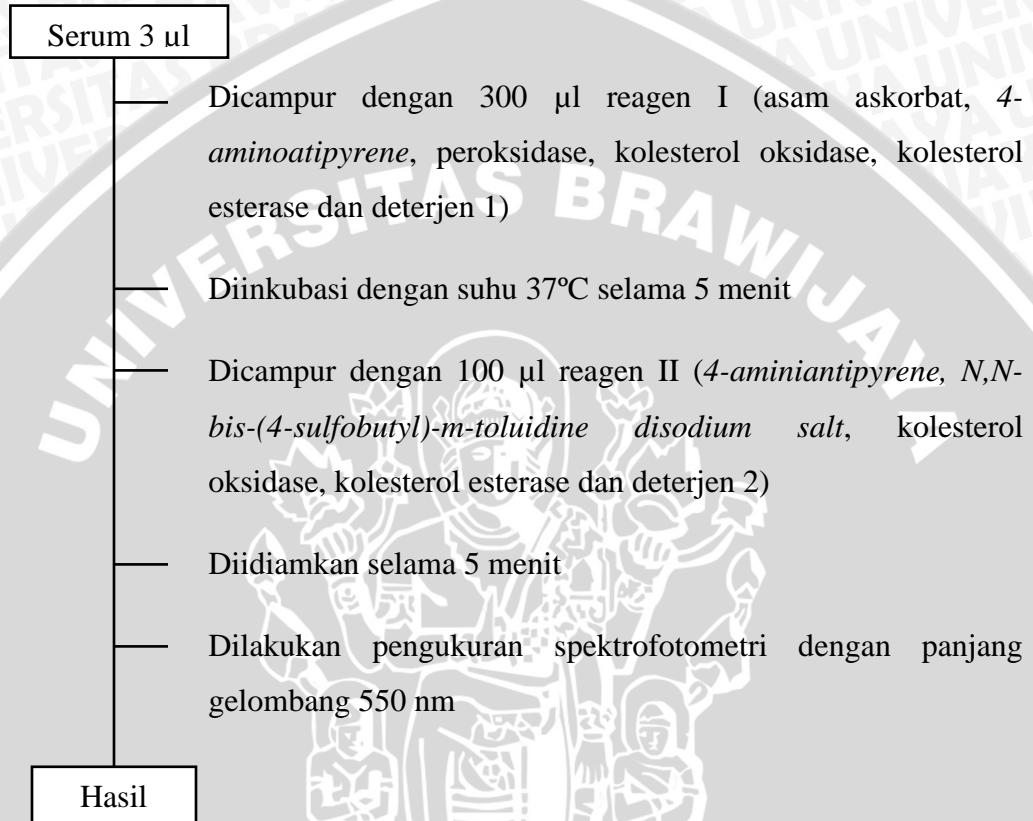 Serum 3 µl
Dicampur dengan 300 µl reagen I (asam askorbat, 4-
aminoatipyrene, peroksidase, kolesterol oksidase, kolesterol
esterase dan deterjen 1)
Diinkubasi dengan suhu 37ºC selama 5 menit
Dicampur dengan 100 µl reagen II (4-aminiantipyrene, N,N-
bis-(4-sulfobutyl)-m-toluidine disodium salt, kolesterol
oksidase, kolesterol esterase dan deterjen 2)
Diidiamkan selama 5 menit
Dilakukan pengukuran spektrofotometri dengan panjang
gelombang 550 nm
Hasil
UNIVERSITAS BRAWIJAYA